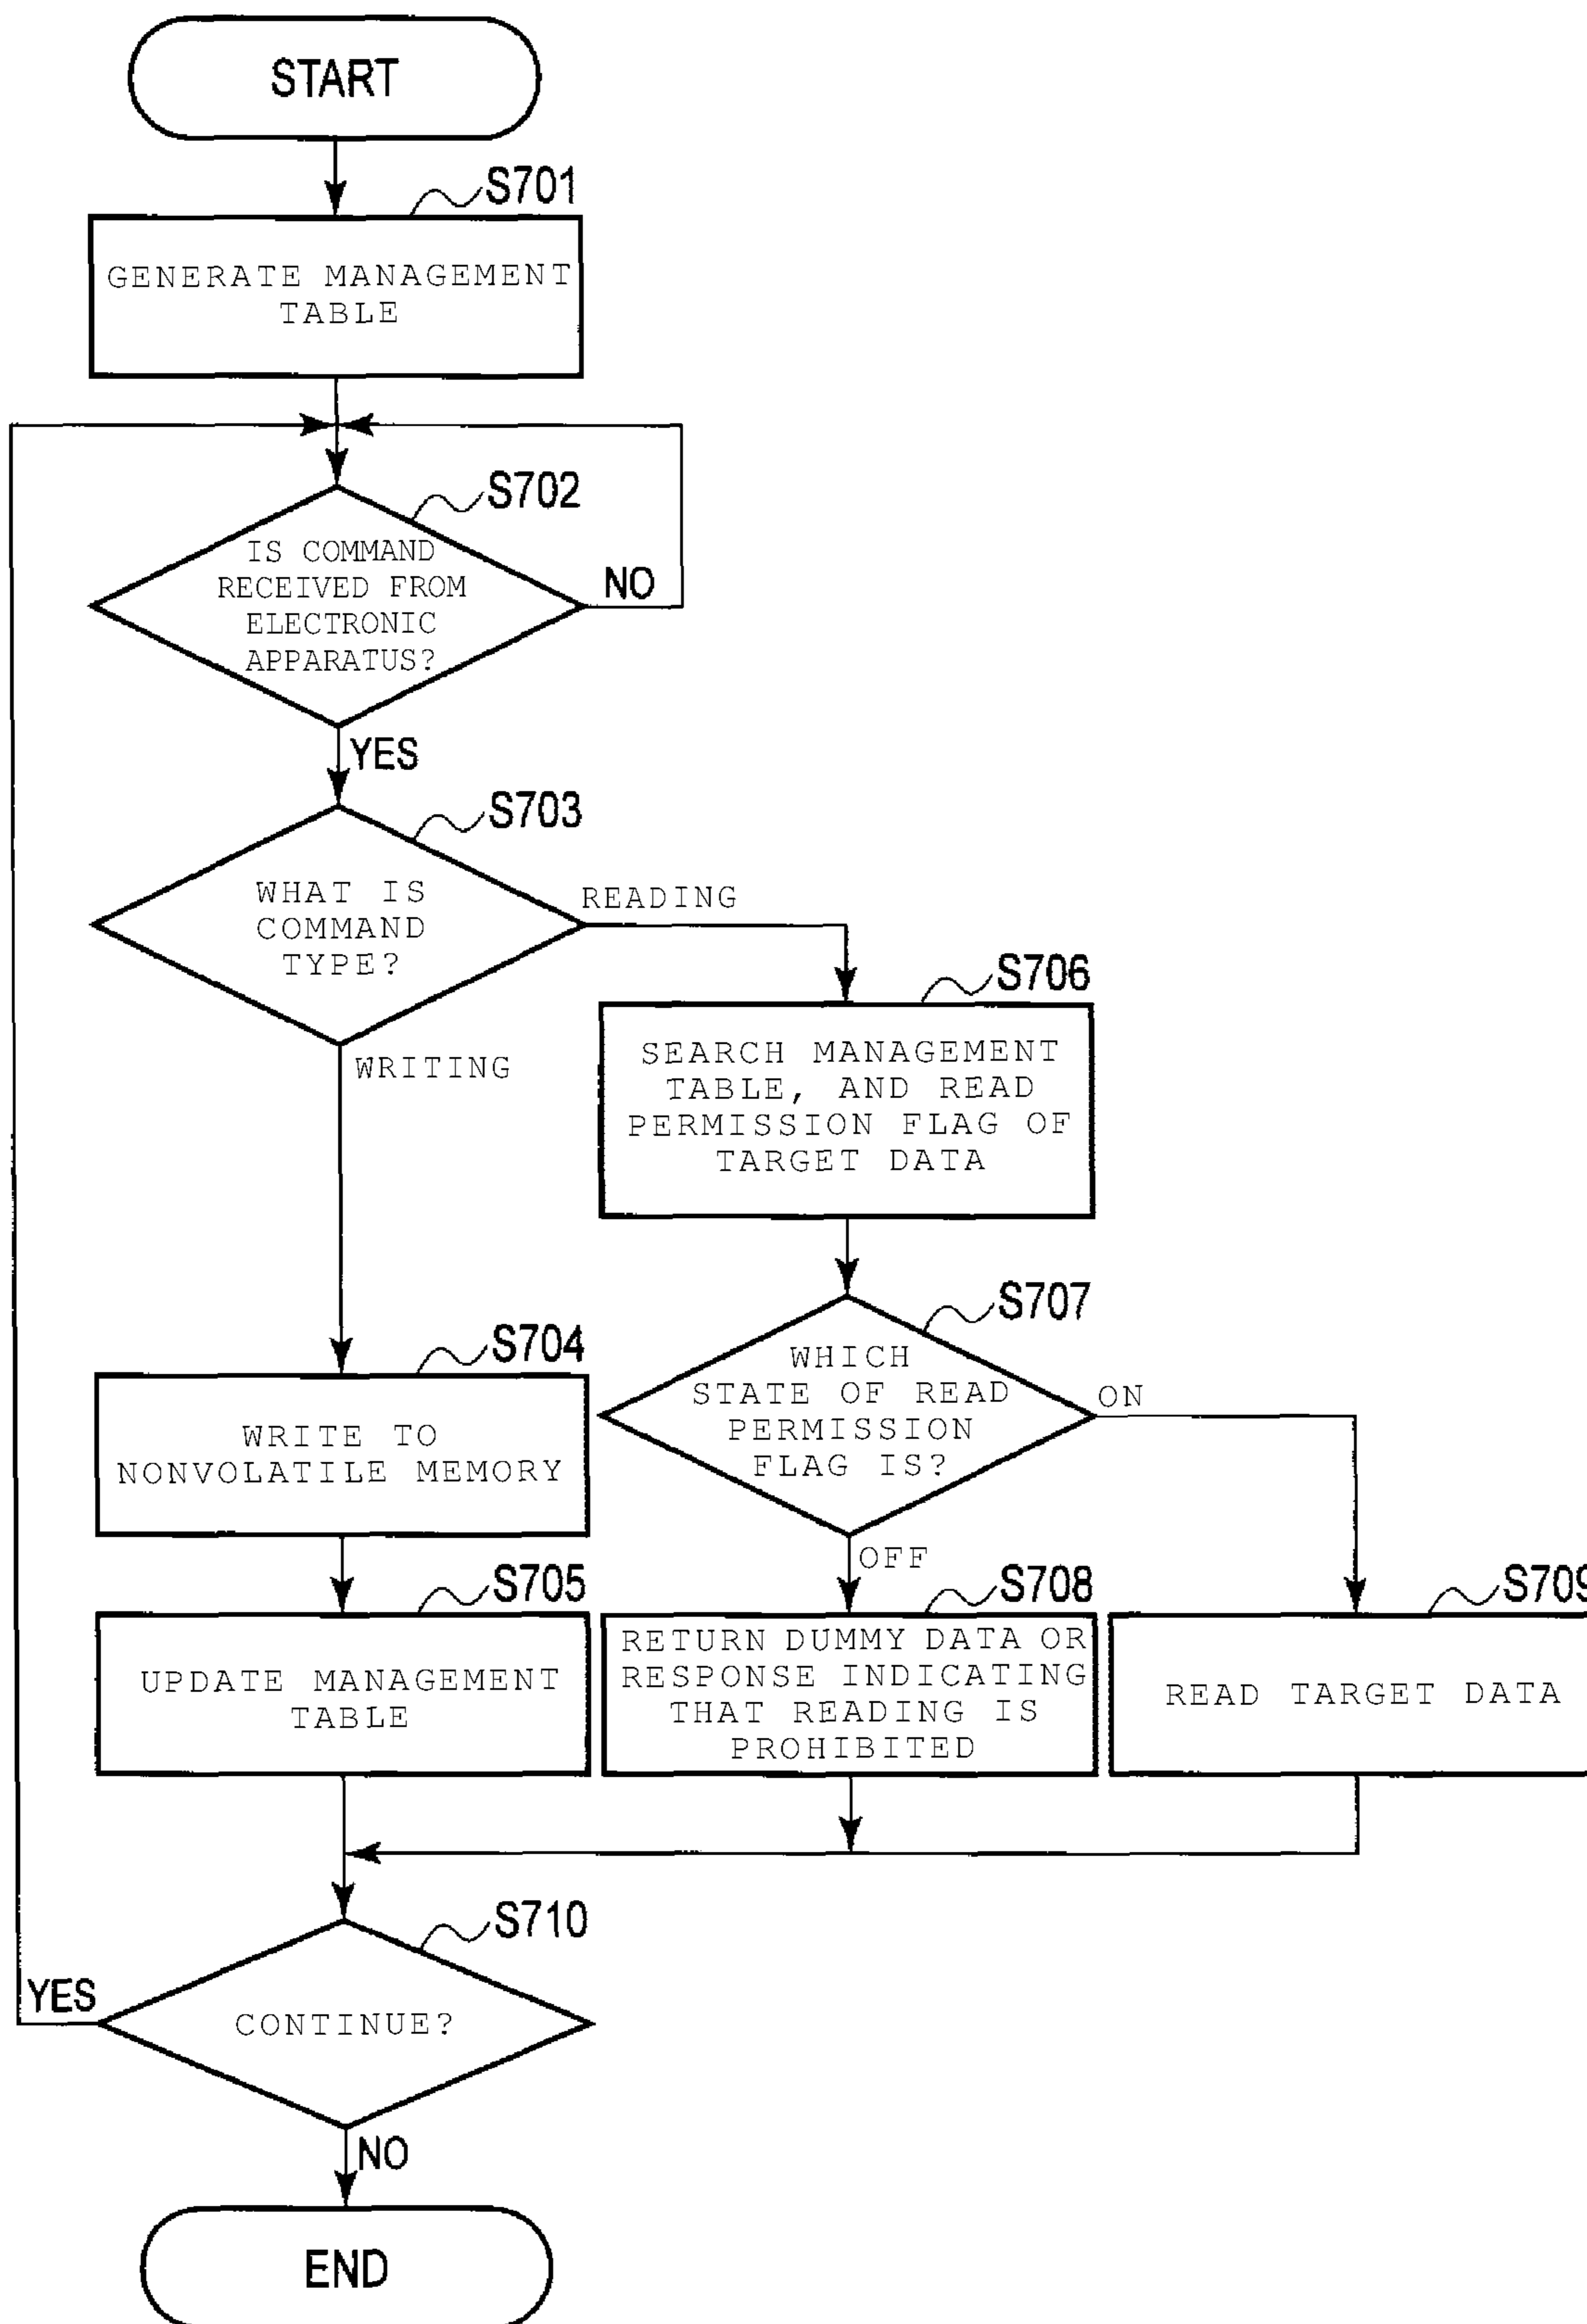 START
S701
GENERATE MANAGEMENT
TABLE
S702
IS COMMAND
RECEIVED FROM
ELECTRONIC
APPARATUS?
NO
YES
S703
WHAT IS
COMMAND
TYPE?
READING
WRITING
S706
SEARCH MANAGEMENT
TABLE, AND READ
PERMISSION FLAG OF
TARGET DATA
S707
WHICH
STATE OF READ
PERMISSION
FLAG IS?
ON
OFF
S704
WRITE TO
NONVOLATILE MEMORY
S705
UPDATE MANAGEMENT
TABLE
S708
RETURN DUMMY DATA OR
RESPONSE INDICATING
THAT READING IS
PROHIBITED
S709
READ TARGET DATA
S710
CONTINUE?
YES
NO
END